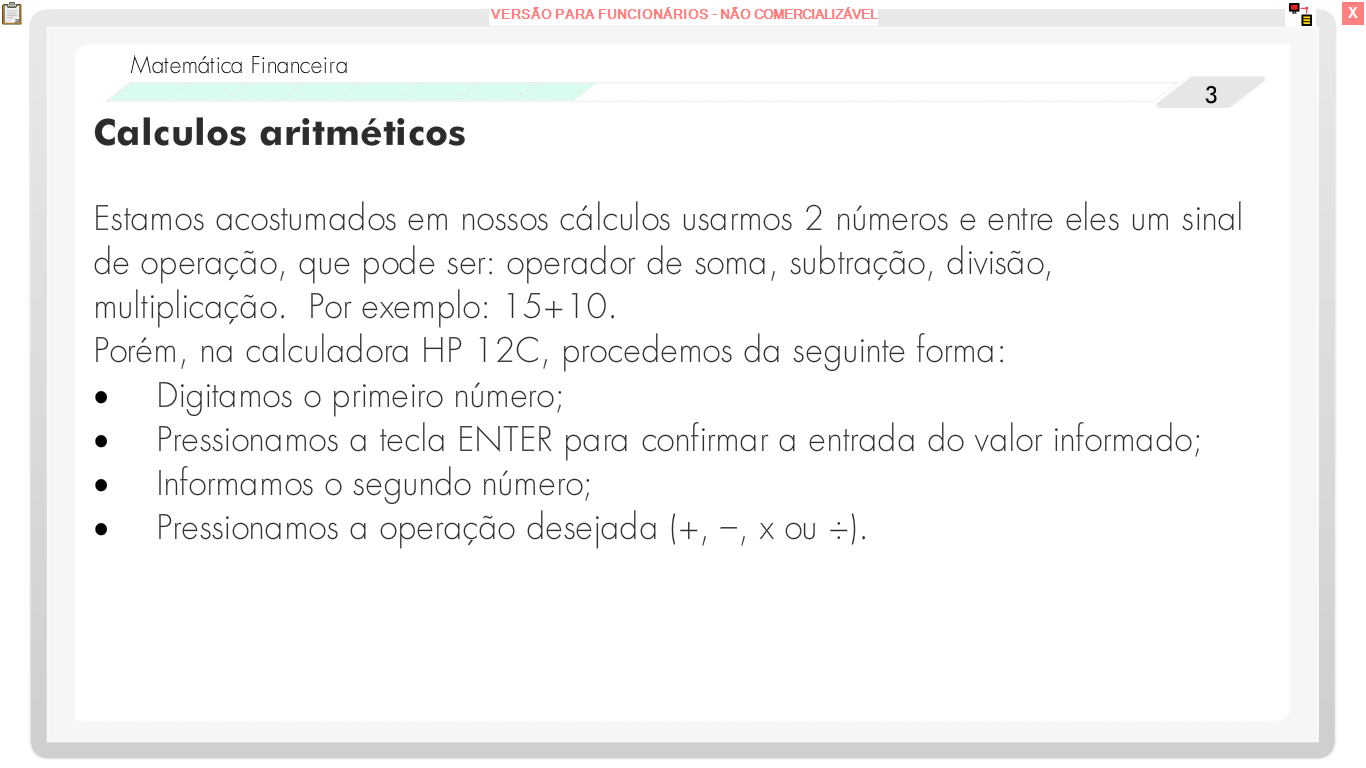 VERSÃO PARA FUNCIONÁRIOS - NÃO COMERCIALIZÁVEL
X
Matemática Financeira
3
Calculos aritméticos
Estamos acostumados em nossos cálculos usarmos 2 números e entre eles um sinal
de operação, que pode ser: operador de soma, subtração, divisão,
multiplicação.  Por exemplo: 15+10.
Porém, na calculadora HP 12C, procedemos da seguinte forma:
• Digitamos o primeiro número;
• Pressionamos a tecla ENTER para confirmar a entrada do valor informado;
• Informamos o segundo número;
• Pressionamos a operação desejada (+, −, x ou ÷).